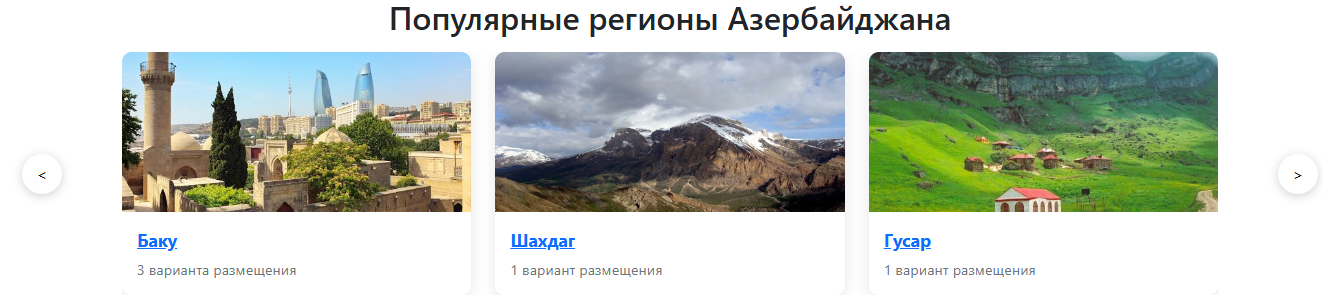 Популярные регионы Азербайджана
<
>
Баку
3 варианта размещения
Шахдаг
1 вариант размещения
Гусар
1 вариант размещения